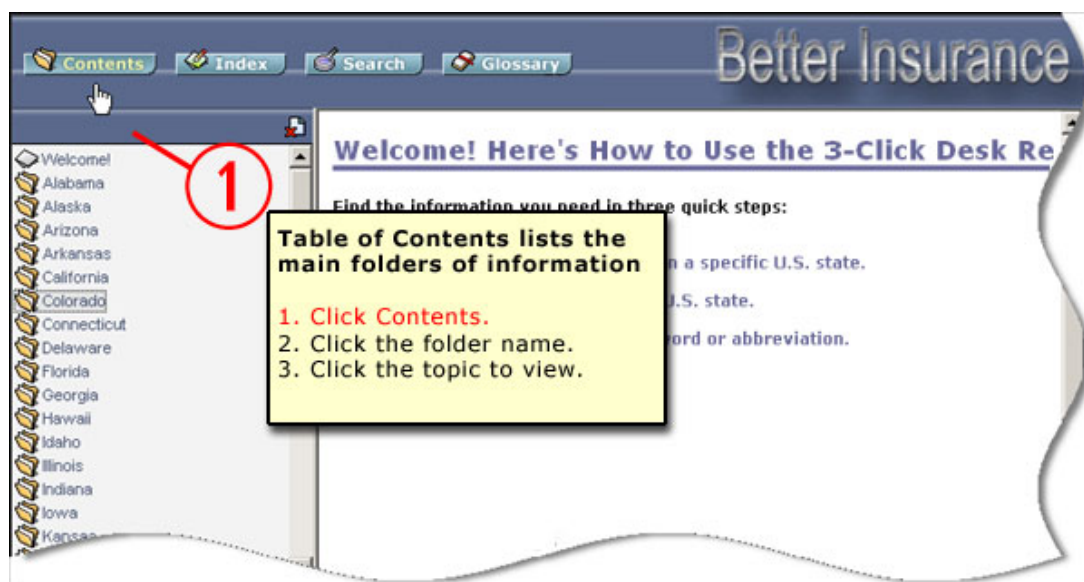 Contents Index Search Glossary
Better Insurance
Welcome!
Alabama
Alaska
Arizona
Arkansas
California
Colorado
Connecticut
Delaware
Florida
Georgia
Hawaii
Idaho
Illinois
Indiana
Iowa
Kansas
1
Welcome! Here's How to Use the 3-Click Desk Re
Find the information you need in three quick steps:
n a specific U.S. state.
U.S. state.
ord or abbreviation.
Table of Contents lists the
main folders of information
1. Click Contents.
2. Click the folder name.
3. Click the topic to view.